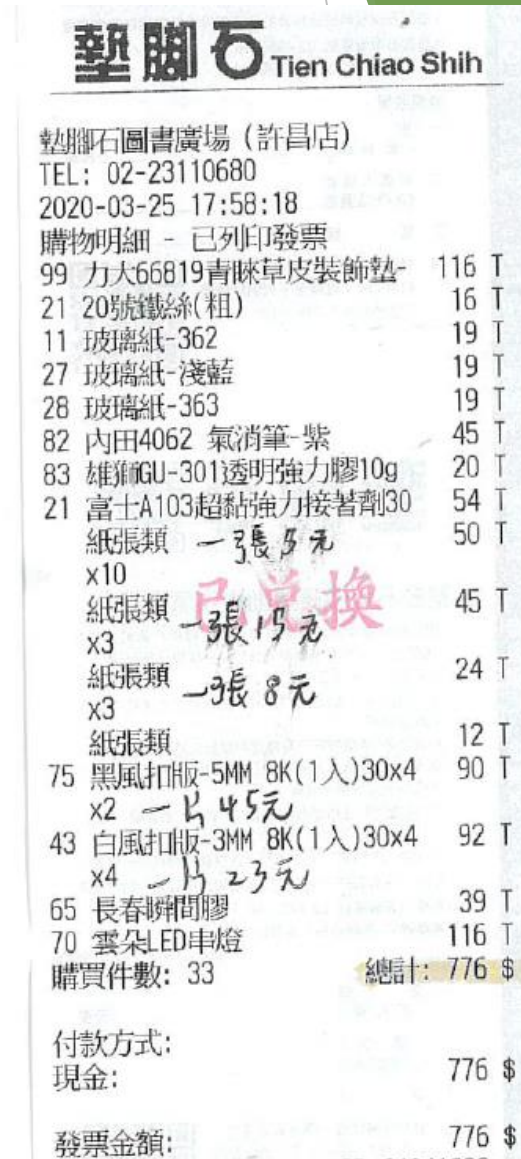 墊腳石 Tien Chiao Shih
墊腳石圖書廣場 (許昌店)
TEL: 02-23110680
2020-03-25 17:58:18
購物明細 — 已列印發票
99 力大66819青睞草皮裝飾墊- 116 T
21 20號鐵絲(粗) 16 T
11 玻璃紙-362 19 T
27 玻璃紙-淺藍 19 T
28 玻璃紙-363 19 T
82 內田4062 氣消筆-紫 45 T
83 雄獅GU-301透明強力膠10g 20 T
21 富士A103超黏強力接著劑30 54 T
紙張類 一張5元 50 T
x10
已兌換
紙張類 一張15元 45 T
x3
紙張類 一張8元 24 T
x3
紙張類 12 T
75 黑風扣版-5MM 8K(1入)30x4 90 T
x2 一片45元
43 白風扣版-3MM 8K(1入)30x4 92 T
x4 一片23元
65 長春瞬間膠 39 T
70 雲朵LED串燈 116 T
購買件數: 33 總計: 776 $
付款方式:
現金: 776 $
發票金額: 776 $